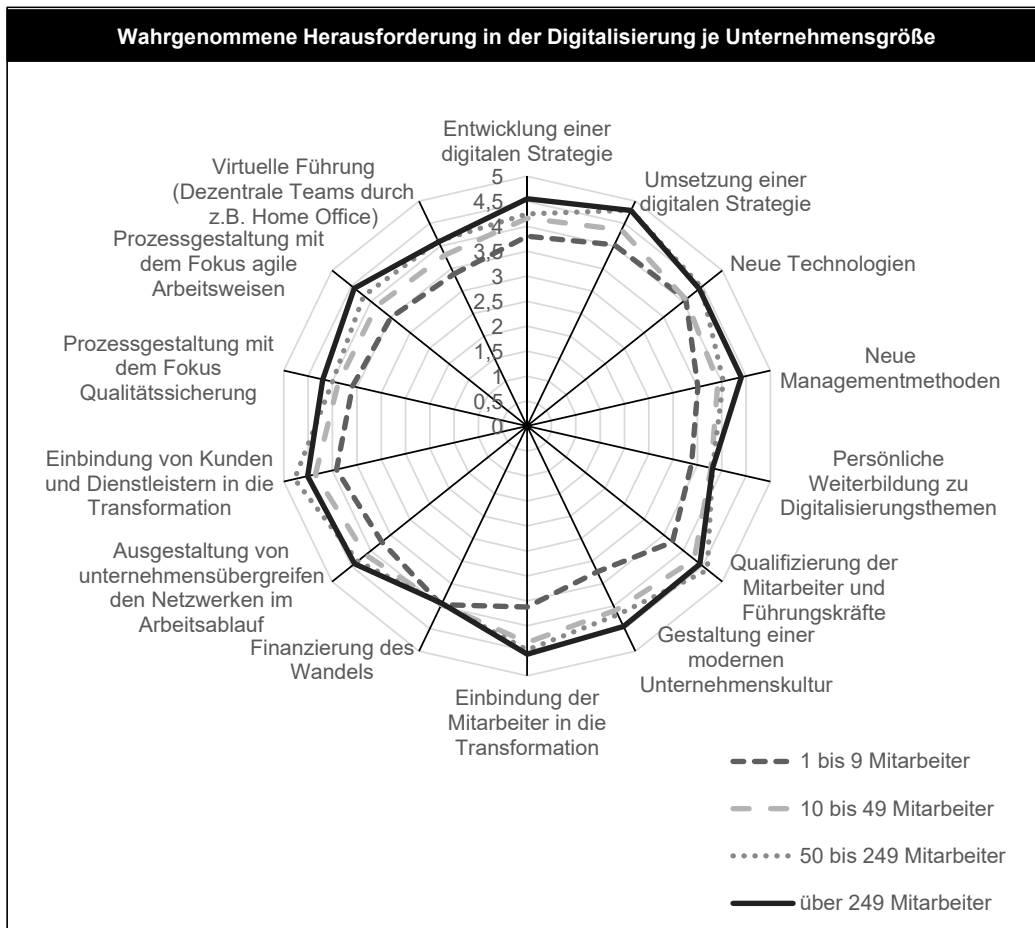 Wahrgenommene Herausforderung in der Digitalisierung je Unternehmensgröße
Entwicklung einer
digitalen Strategie
Umsetzung einer
digitalen Strategie
Neue Technologien
Neue
Managementmethoden
Persönliche
Weiterbildung zu
Digitalisierungsthemen
Qualifizierung der
Mitarbeiter und
Führungskräfte
Gestaltung einer
modernen
Unternehmenskultur
Einbindung der
Mitarbeiter in die
Transformation
Finanzierung des
Wandels
Ausgestaltung von
unternehmensübergreifen
den Netzwerken im
Arbeitsablauf
Einbindung von Kunden
und Dienstleistern in die
Transformation
Prozessgestaltung mit
dem Fokus
Qualitätssicherung
Prozessgestaltung mit
dem Fokus agile
Arbeitsweisen
Virtuelle Führung
(Dezentrale Teams durch
z.B. Home Office)
5
4,5
4
3,5
3
2,5
2
1,5
1
0,5
0
1 bis 9 Mitarbeiter
10 bis 49 Mitarbeiter
50 bis 249 Mitarbeiter
über 249 Mitarbeiter